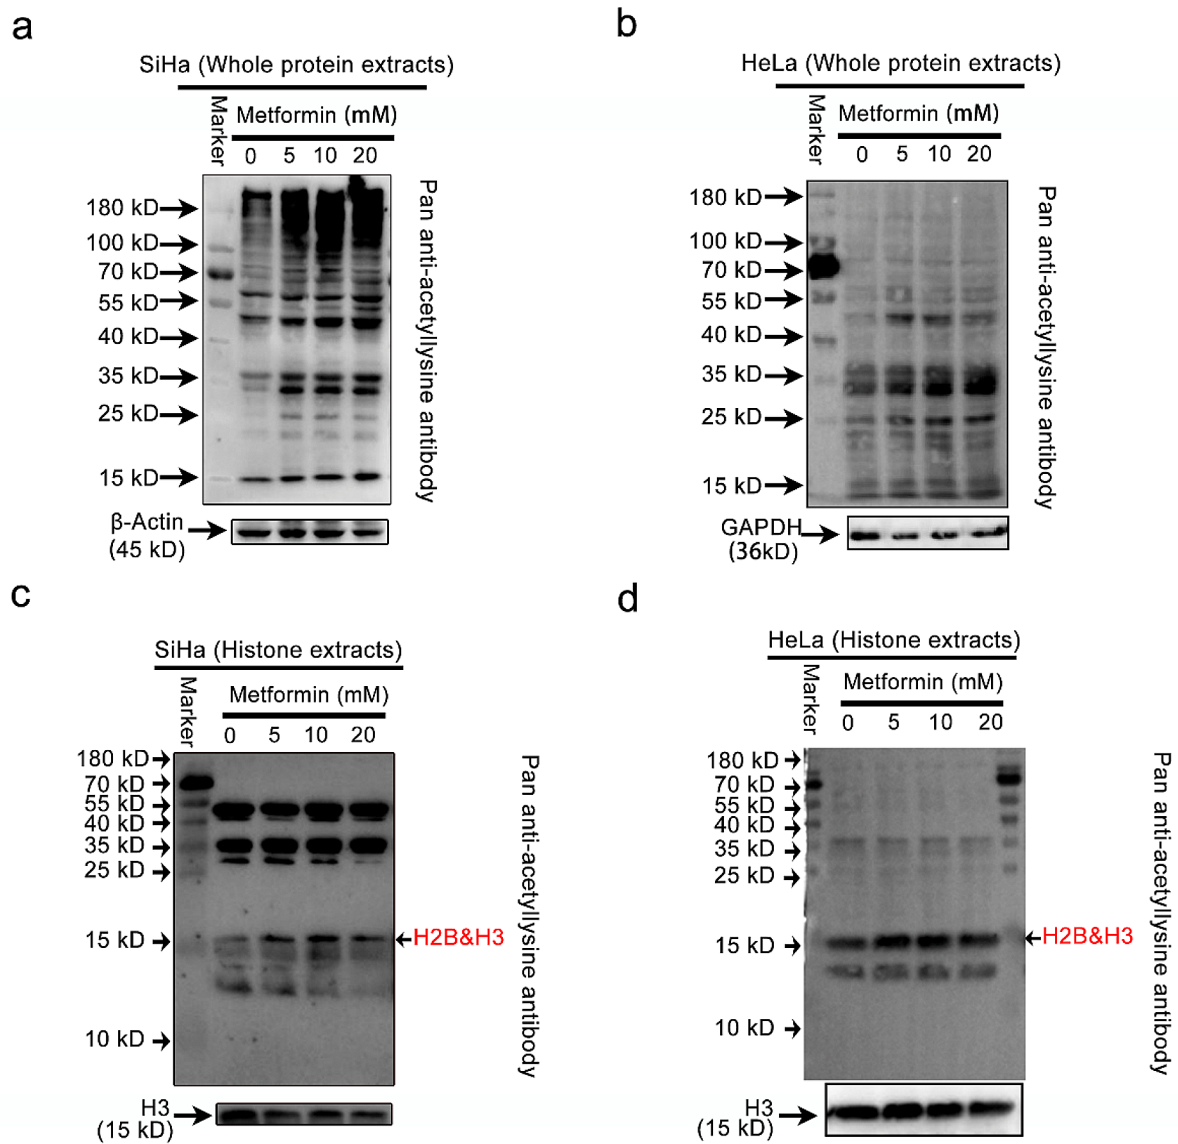 a
SiHa (Whole protein extracts)
Marker
Metformin (mM)
0 5 10 20
180 kD
100 kD
70 kD
55 kD
40 kD
35 kD
25 kD
15 kD
β-Actin
(45 kD)
Pan anti-acetyllysine antibody
b
HeLa (Whole protein extracts)
Marker
Metformin (mM)
0 5 10 20
180 kD
100 kD
70 kD
55 kD
40 kD
35 kD
25 kD
15 kD
GAPDH
(36kD)
Pan anti-acetyllysine antibody
c
SiHa (Histone extracts)
Marker
Metformin (mM)
0 5 10 20
180 kD
70 kD
55 kD
40 kD
35 kD
25 kD
15 kD
H2B&H3
10 kD
H3
(15 kD)
Pan anti-acetyllysine antibody
d
HeLa (Histone extracts)
Marker
Metformin (mM)
0 5 10 20
180 kD
70 kD
55 kD
40 kD
35 kD
25 kD
15 kD
H2B&H3
10 kD
H3
(15 kD)
Pan anti-acetyllysine antibody